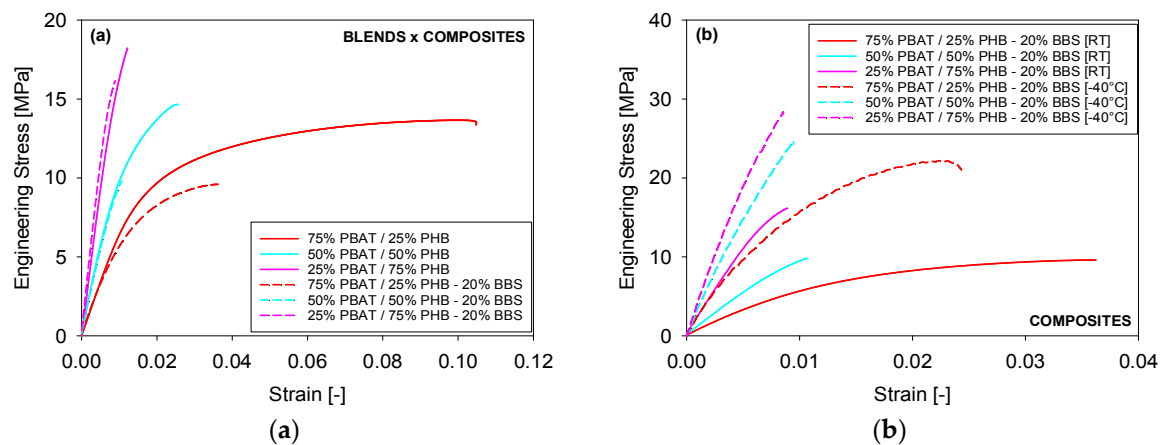 (a)
BLENDS x COMPOSITES
Engineering Stress [MPa]
20
15
10
5
0
75% PBAT / 25% PHB
50% PBAT / 50% PHB
25% PBAT / 75% PHB
75% PBAT / 25% PHB - 20% BBS
50% PBAT / 50% PHB - 20% BBS
25% PBAT / 75% PHB - 20% BBS
0.00 0.02 0.04 0.06 0.08 0.10 0.12
Strain [-]
(a)
(b)
Engineering Stress [MPa]
40
30
20
10
0
75% PBAT / 25% PHB - 20% BBS [RT]
50% PBAT / 50% PHB - 20% BBS [RT]
25% PBAT / 75% PHB - 20% BBS [RT]
75% PBAT / 25% PHB - 20% BBS [-40°C]
50% PBAT / 50% PHB - 20% BBS [-40°C]
25% PBAT / 75% PHB - 20% BBS [-40°C]
COMPOSITES
0.00 0.01 0.02 0.03 0.04
Strain [-]
(b)